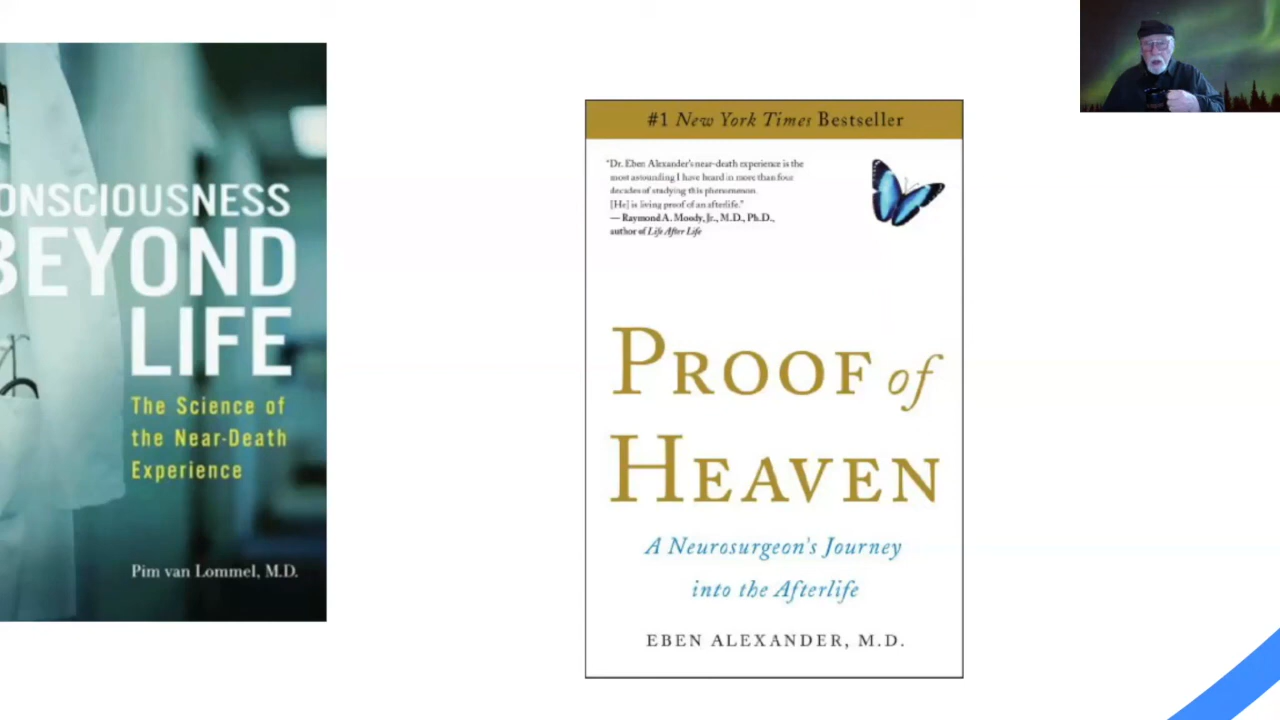 ONSCIOUSNESS
BEYOND
LIFE
The Science of
the Near-Death
Experience
Pim van Lommel, M.D.
#1 New York Times Bestseller
"Dr. Eben Alexander's near-death experience is the
most astounding I have heard in more than four
decades of studying this phenomenon.
[He] is living proof of an afterlife."
— Raymond A. Moody, Jr., M.D., Ph.D.,
author of Life After Life
PROOF of
HEAVEN
A Neurosurgeon's Journey
into the Afterlife
EBEN ALEXANDER, M.D.